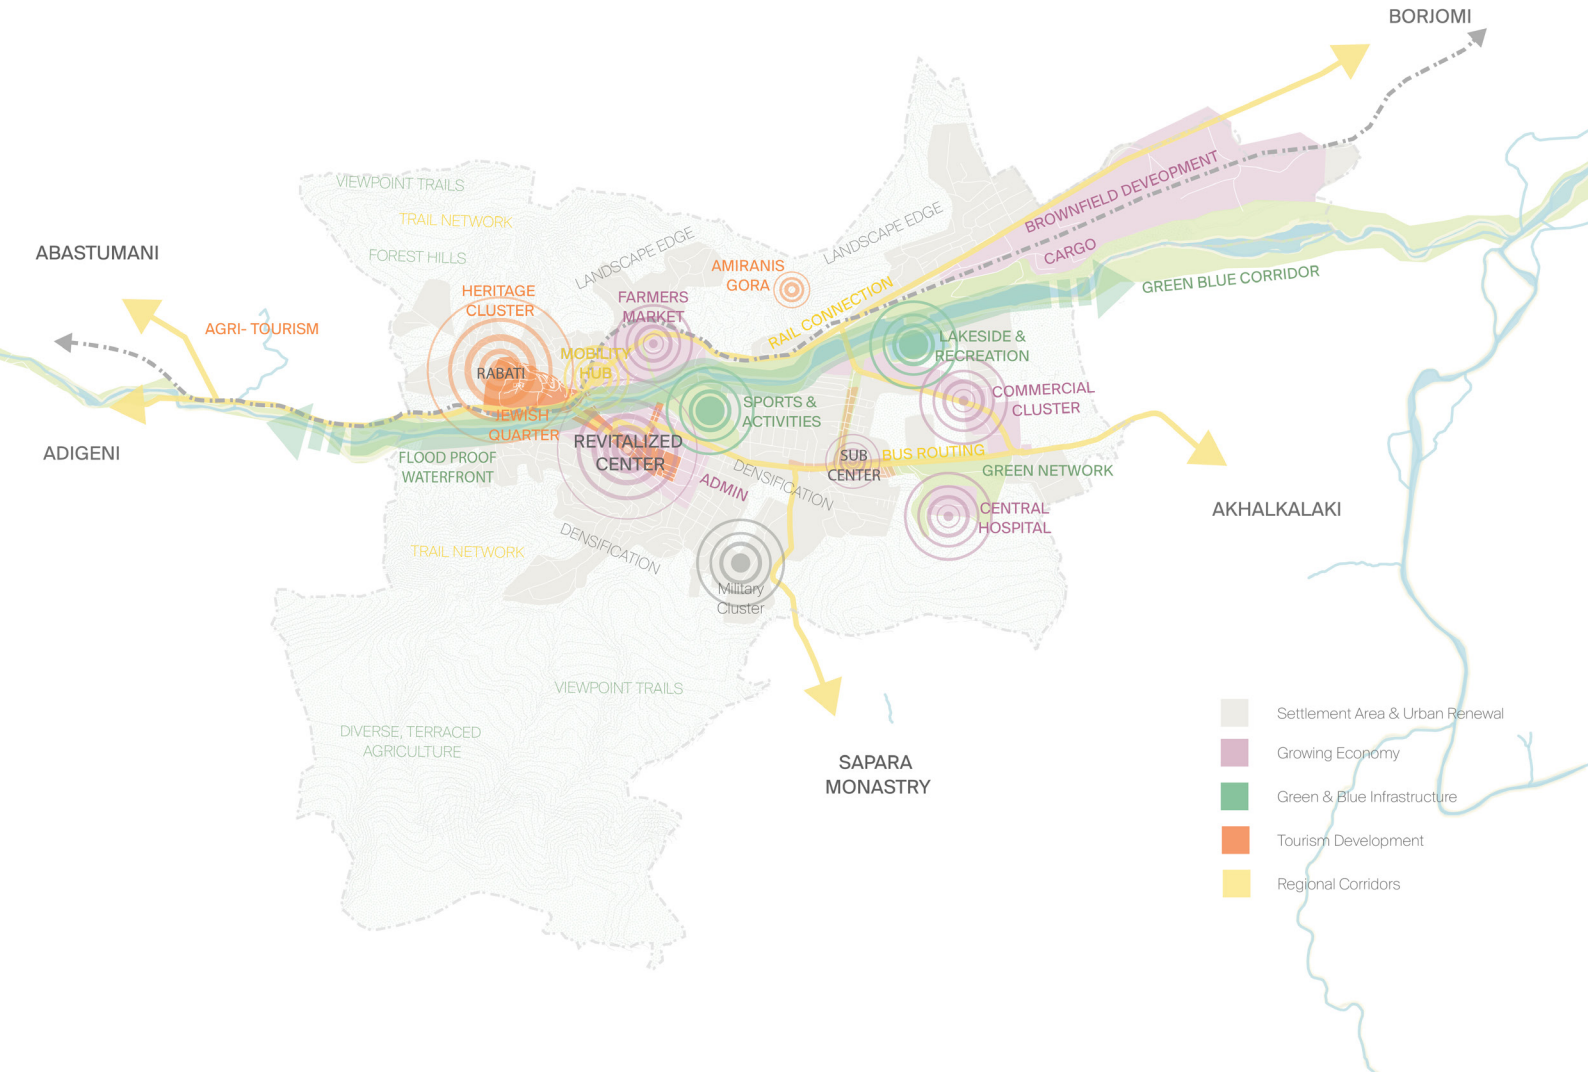 BORJOMI
VIEWPOINT TRAILS
TRAIL NETWORK
FOREST HILLS
ABASTUMANI
AGRI- TOURISM
ADIGENI
HERITAGE
CLUSTER
RABATI
JEWISH
QUARTER
FLOOD PROOF
WATERFRONT
LANDSCAPE EDGE
FARMERS
MARKET
MOBILITY
HUB
AMIRANIS
GORA
LANDSCAPE EDGE
RAIL CONNECTION
BROWNFIELD DEVEOPMENT
CARGO
GREEN BLUE CORRIDOR
LAKESIDE &
RECREATION
SPORTS &
ACTIVITIES
COMMERCIAL
CLUSTER
REVITALIZED
CENTER
ADMIN
DENSIFICATION
SUB
CENTER
BUS ROUTING
GREEN NETWORK
CENTRAL
HOSPITAL
AKHALKALAKI
TRAIL NETWORK
DENSIFICATION
Military
Cluster
VIEWPOINT TRAILS
DIVERSE, TERRACED
AGRICULTURE
SAPARA
MONASTRY
Settlement Area & Urban Renewal
Growing Economy
Green & Blue Infrastructure
Tourism Development
Regional Corridors